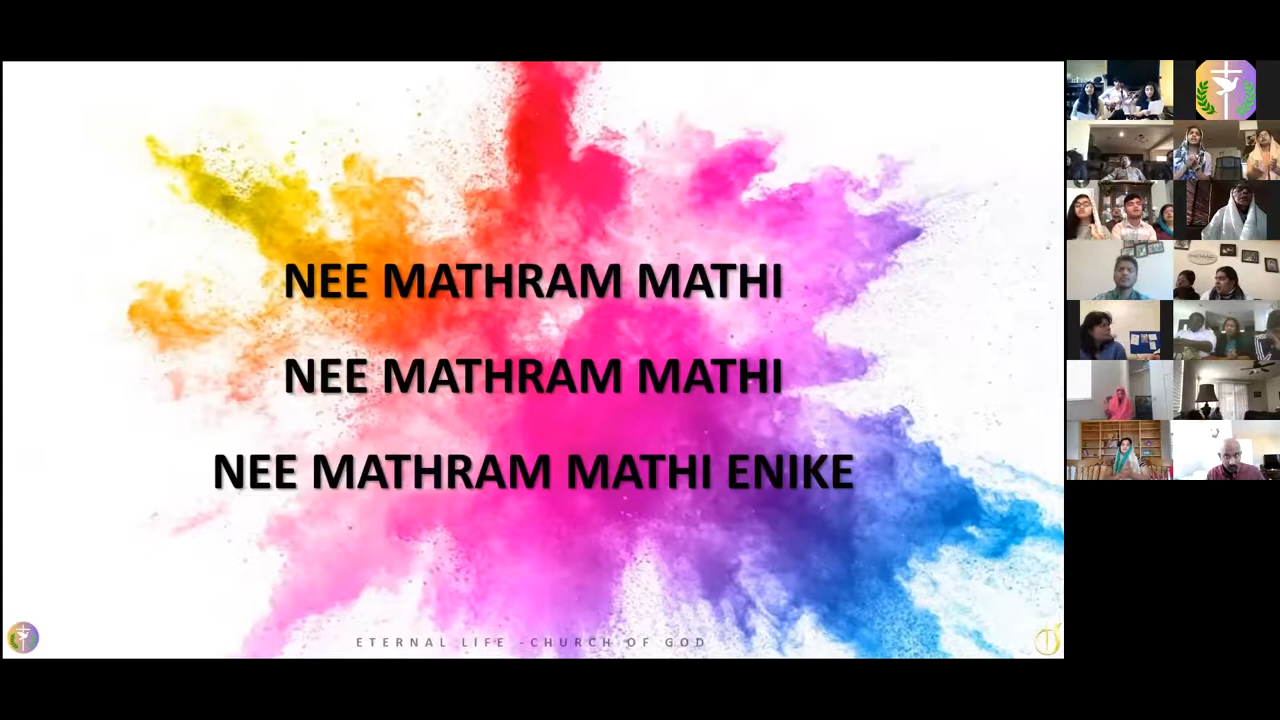 NEE MATHRAM MATHI
NEE MATHRAM MATHI
NEE MATHRAM MATHI ENIKE
ETERNAL LIFE -CHURCH OF GOD